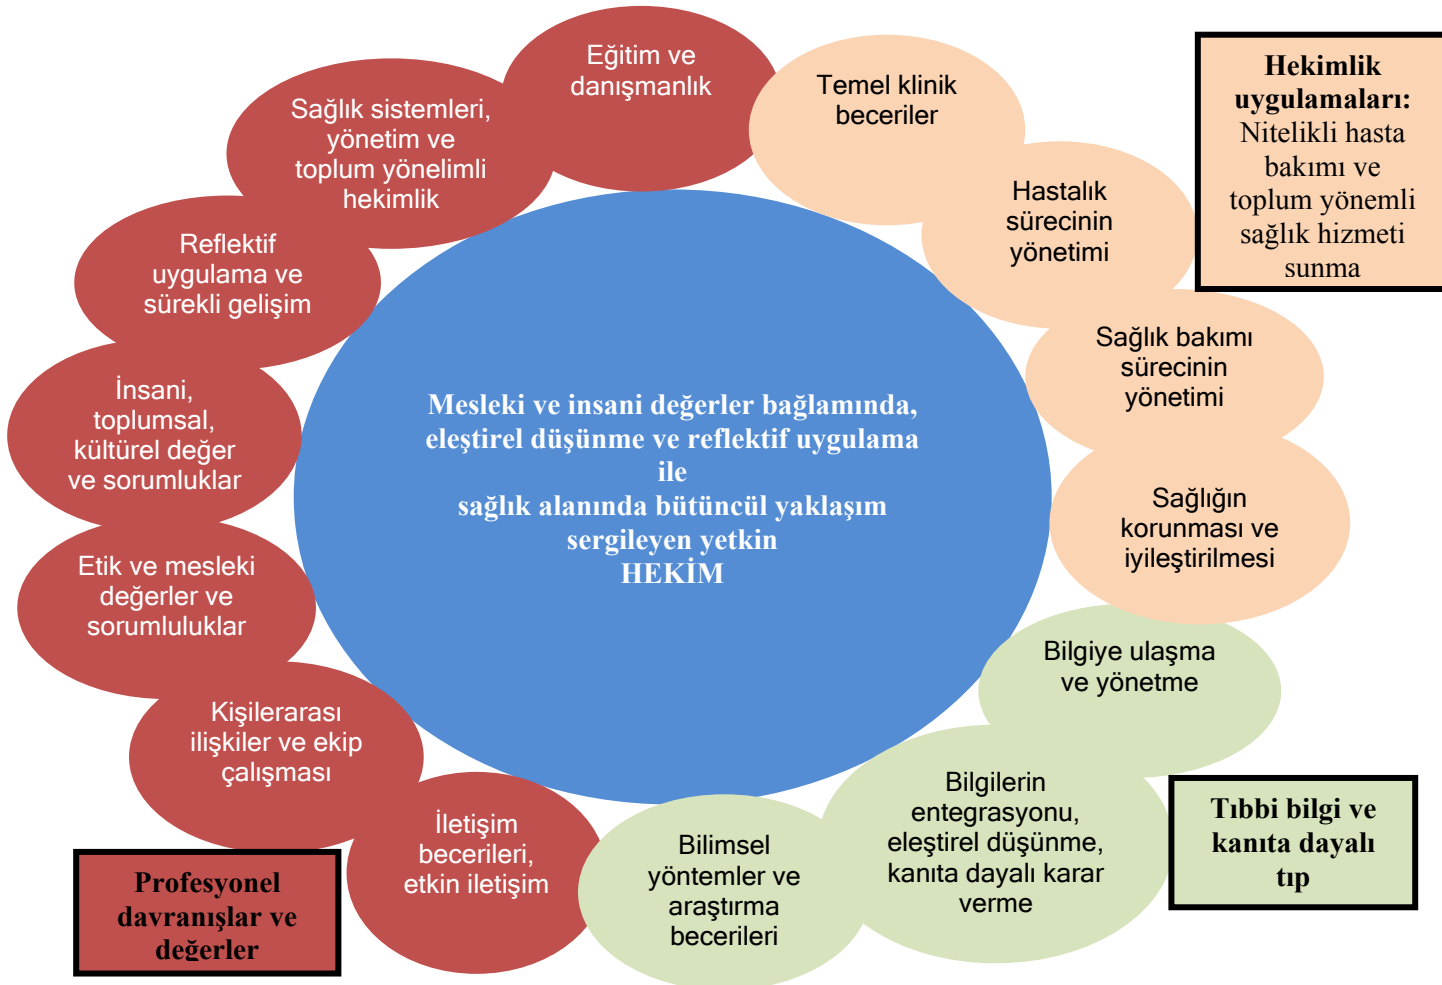 Eğitim ve
danışmanlık
Temel klinik
beceriler
Hekimlik
uygulamaları:
Nitelikli hasta
bakımı ve
toplum yönemli
sağlık hizmeti
sunma
Sağlık sistemleri,
yönetim ve
toplum yönelimli
hekimlik
Hastalık
sürecinin
yönetimi
Reflektif
uygulama ve
sürekli gelişim
Sağlık bakımı
sürecinin
yönetimi
İnsani,
toplumsal,
kültürel değer
ve sorumluklar
Mesleki ve insani değerler bağlamında,
eleştirel düşünme ve reflektif uygulama
ile
sağlık alanında bütüncül yaklaşım
sergileyen yetkin
HEKİM
Sağlığın
korunması ve
iyileştirilmesi
Etik ve mesleki
değerler ve
sorumluluklar
Bilgiye ulaşma
ve yönetme
Kişilerarası
ilişkiler ve ekip
çalışması
Bilgilerin
entegrasyonu,
eleştirel düşünme,
kanıta dayalı karar
verme
Tıbbi bilgi ve
kanıta dayalı
tıp
İletişim
becerileri,
etkin iletişim
Bilimsel
yöntemler ve
araştırma
becerileri
Profesyonel
davranışlar ve
değerler